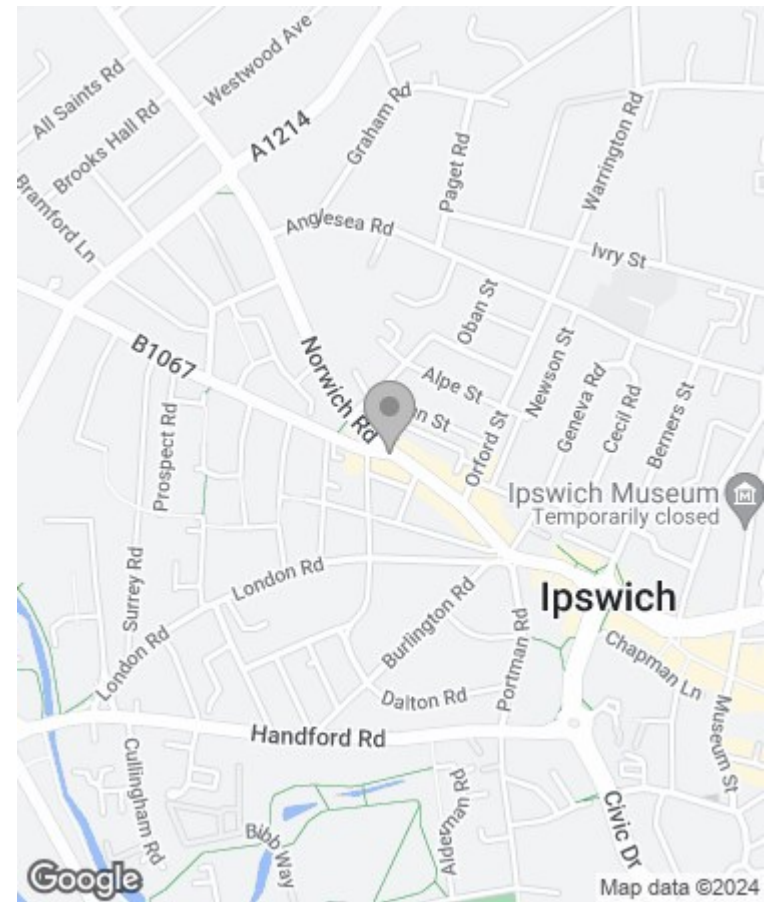 Westwood Ave
All Saints Rd
Brooks Hall Rd
A1214
Graham Rd
Paget Rd
Warrington Rd
Bramford Ln
Anglesea Rd
Ivry St
B1067
Norwich Rd
Oban St
Alpe St
Newson St
Geneva Rd
Cecil Rd
Berners St
Orford St
Prospect Rd
Ipswich Museum
Temporarily closed
Surrey Rd
London Rd
Ipswich
Burlington Rd
Portman Rd
Chapman Ln
London Rd
Dalton Rd
Museum St
Handford Rd
Cullingham Rd
Alderman Rd
Civic Dr
Bibb Way
Google
Map data ©2024